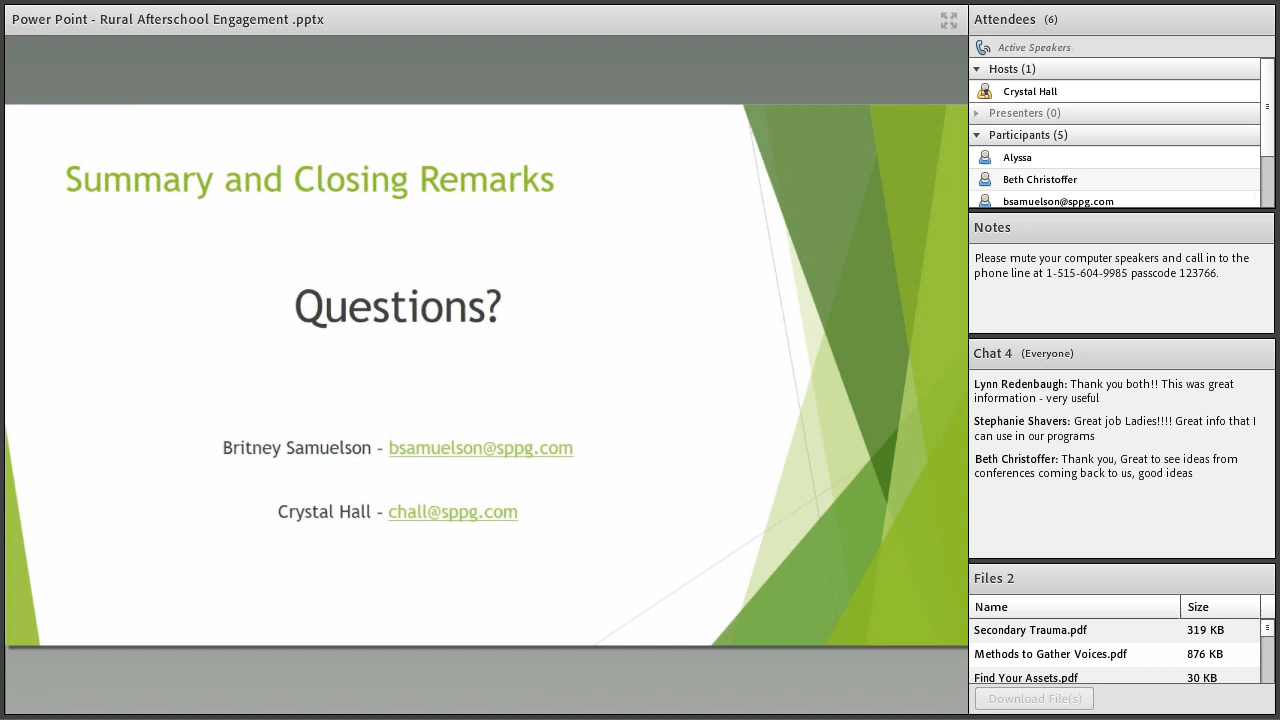 Power Point - Rural Afterschool Engagement .pptx
Summary and Closing Remarks
Questions?
Britney Samuelson - bsamuelson@sppg.com
Crystal Hall - chall@sppg.com
Attendees (6)
Active Speakers
Hosts (1)
Crystal Hall
Presenters (0)
Participants (5)
Alyssa
Beth Christoffer
bsamuelson@sppg.com
Notes
Please mute your computer speakers and call in to the
phone line at 1-515-604-9985 passcode 123766.
Chat 4 (Everyone)
Lynn Redenbaugh: Thank you both!! This was great
information - very useful
Stephanie Shavers: Great job Ladies!!!! Great info that I
can use in our programs
Beth Christoffer: Thank you, Great to see ideas from
conferences coming back to us, good ideas
Files 2
Name Size
Secondary Trauma.pdf 319 KB
Methods to Gather Voices.pdf 876 KB
Find Your Assets.pdf 30 KB
Download File(s)